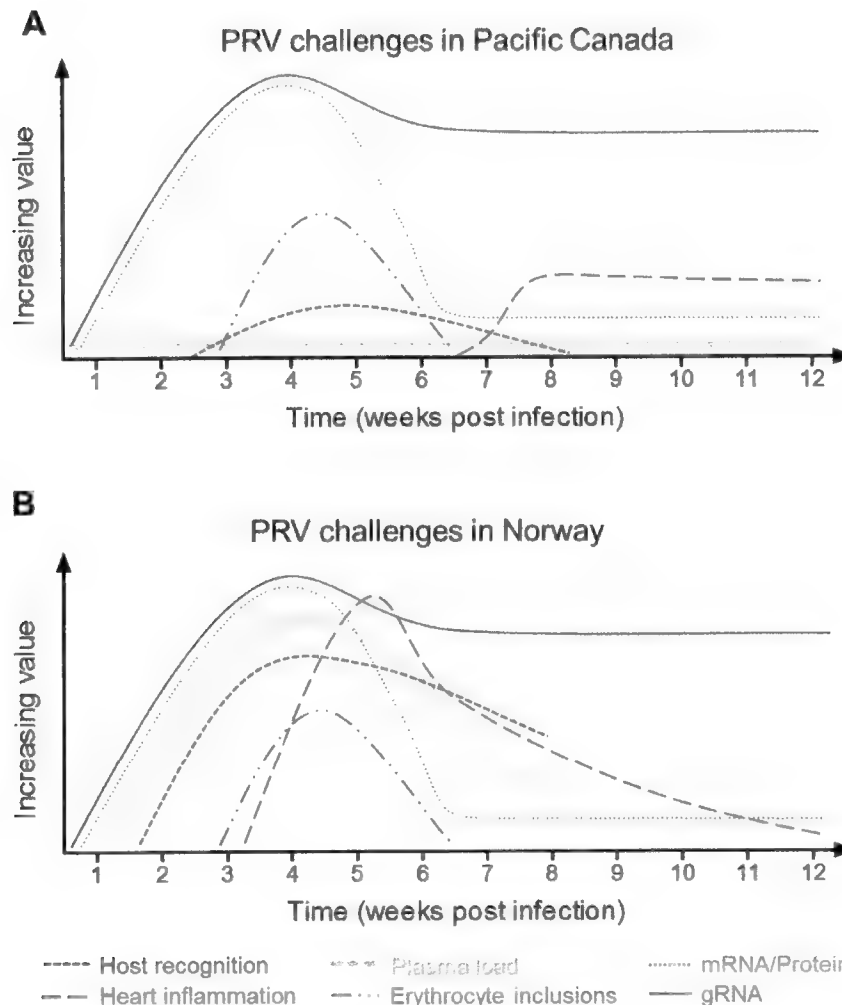 A
PRV challenges in Pacific Canada
Increasing value
1 2 3 4 5 6 7 8 9 10 11 12
Time (weeks post infection)
B
PRV challenges in Norway
Increasing value
1 2 3 4 5 6 7 8 9 10 11 12
Time (weeks post infection)
Host recognition Plasma load mRNA/Protein
Heart inflammation Erythrocyte inclusions gRNA